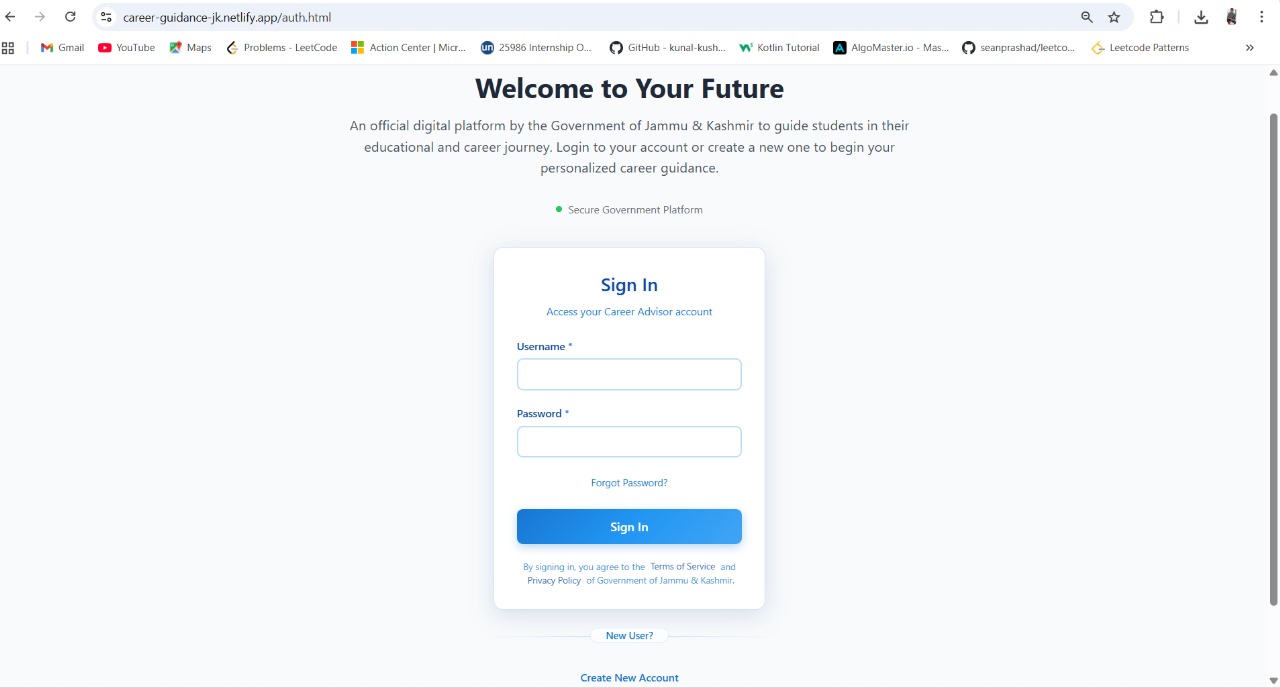 career-guidance-jk.netlify.app/auth.html
Gmail
YouTube
Maps
Problems - LeetCode
Action Center | Micr...
un
25986 Internship O...
GitHub - kunal-kush...
Kotlin Tutorial
AlgoMaster.io - Mas...
seanprashad/leetco...
Leetcode Patterns
»
Welcome to Your Future
An official digital platform by the Government of Jammu & Kashmir to guide students in their
educational and career journey. Login to your account or create a new one to begin your
personalized career guidance.
Secure Government Platform
Sign In
Access your Career Advisor account
Username *
Password *
Forgot Password?
Sign In
By signing in, you agree to the Terms of Service and
Privacy Policy of Government of Jammu & Kashmir.
New User?
Create New Account